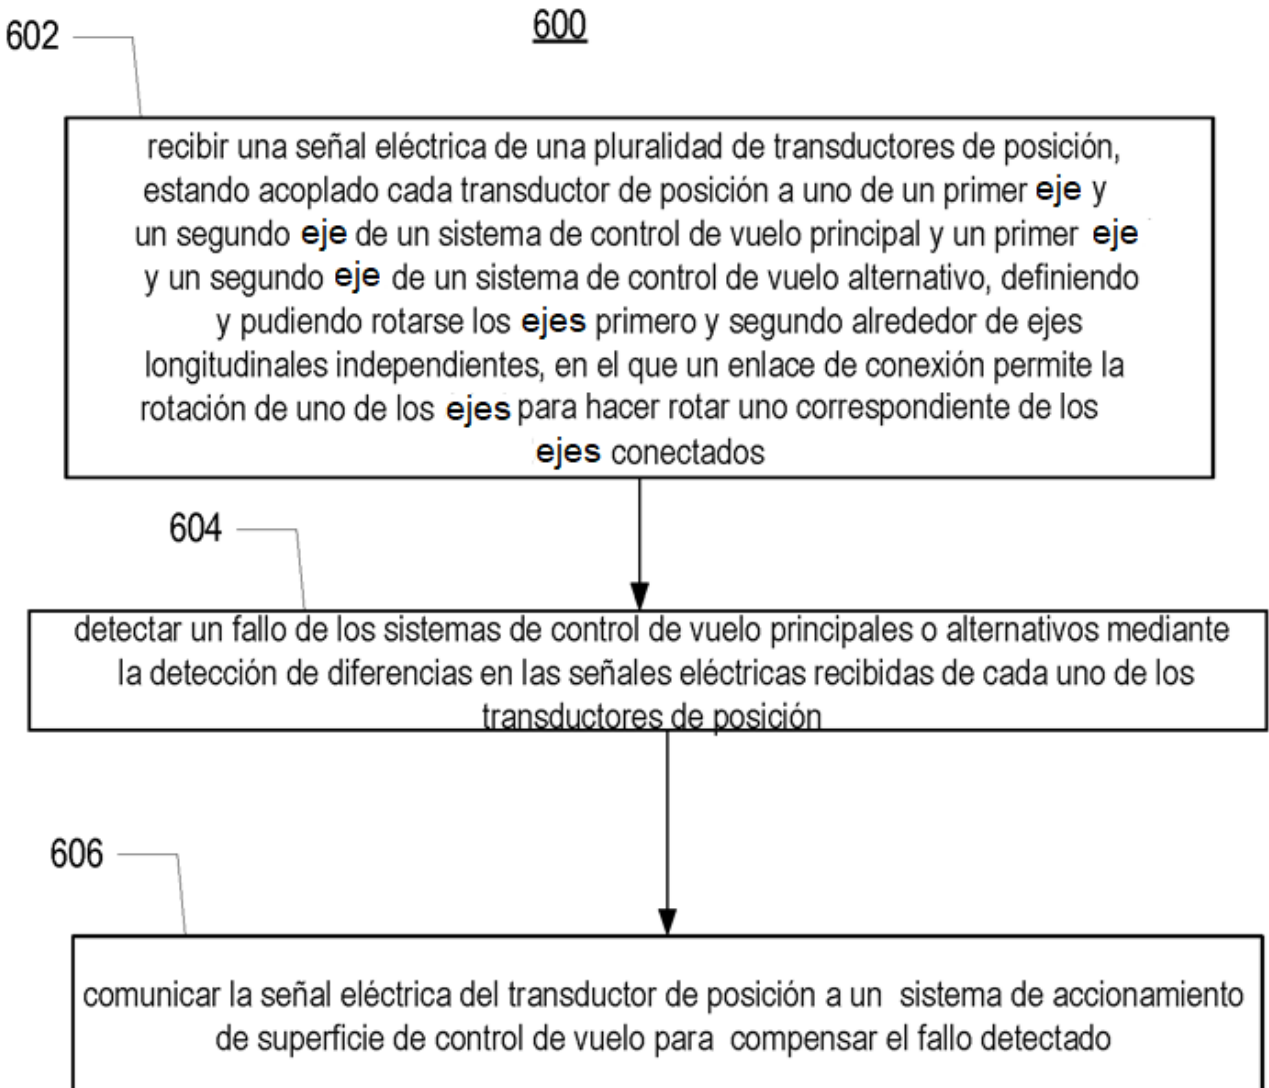 600
602
recibir una señal eléctrica de una pluralidad de transductores de posición,
estando acoplado cada transductor de posición a uno de un primer eje y
un segundo eje de un sistema de control de vuelo principal y un primer eje
y un segundo eje de un sistema de control de vuelo alternativo, definiendo
y pudiendo rotarse los ejes primero y segundo alrededor de ejes
longitudinales independientes, en el que un enlace de conexión permite la
rotación de uno de los ejes para hacer rotar uno correspondiente de los
ejes conectados
604
detectar un fallo de los sistemas de control de vuelo principales o alternativos mediante
la detección de diferencias en las señales eléctricas recibidas de cada uno de los
transductores de posición
606
comunicar la señal eléctrica del transductor de posición a un sistema de accionamiento
de superficie de control de vuelo para compensar el fallo detectado